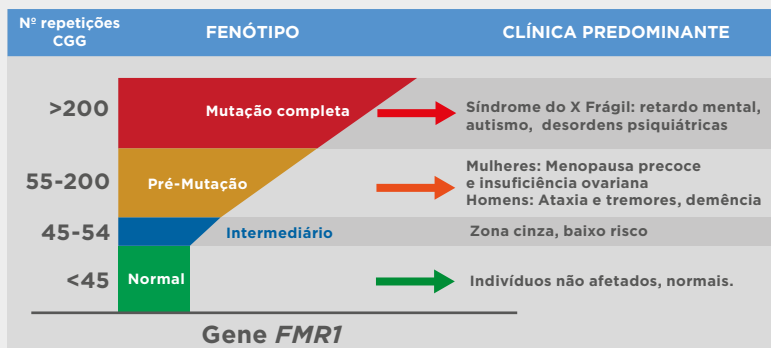 Nº repetições
CGG
FENÓTIPO
CLÍNICA PREDOMINANTE
>200
Mutação completa
Síndrome do X Frágil: retardo mental,
autismo, desordens psiquiátricas
55-200
Pré-Mutação
Mulheres: Menopausa precoce
e insuficiência ovariana
Homens: Ataxia e tremores, demência
45-54
Intermediário
Zona cinza, baixo risco
<45
Normal
Indivíduos não afetados, normais.
Gene FMR1